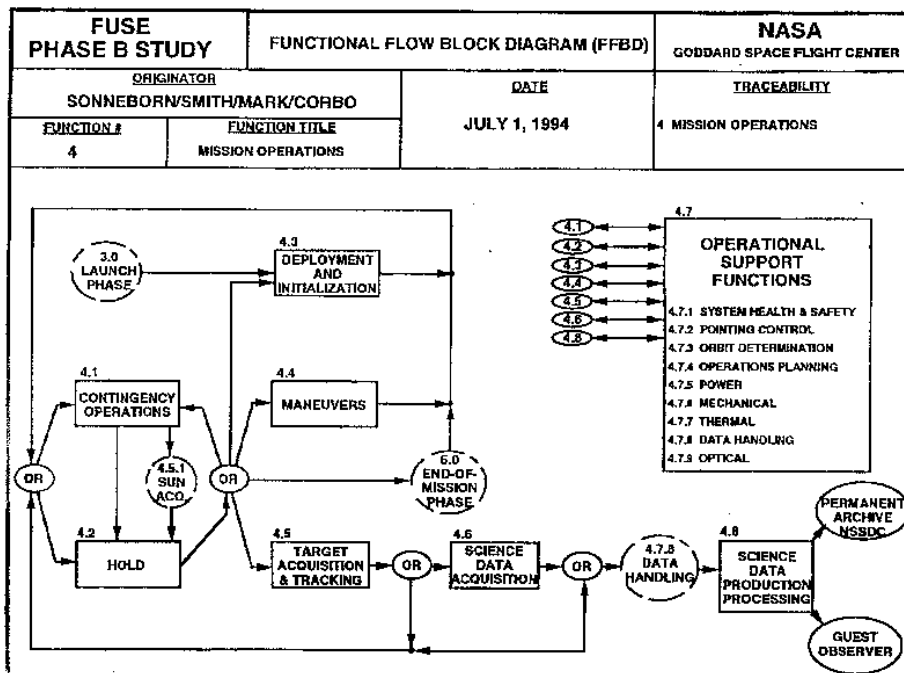 FUSE
PHASE B STUDY
FUNCTIONAL FLOW BLOCK DIAGRAM (FFBD)
NASA
GODDARD SPACE FLIGHT CENTER
ORIGINATOR
SONNEBORN/SMITH/MARK/CORBO
DATE
JULY 1, 1994
TRACEABILITY
4 MISSION OPERATIONS
FUNCTION #
4
FUNCTION TITLE
MISSION OPERATIONS
3.0
LAUNCH
PHASE
4.3
DEPLOYMENT
AND
INITIALIZATION
4.1
CONTINGENCY
OPERATIONS
4.4
MANEUVERS
OR
4.5.1
SUN
ACQ.
OR
6.0
END-OF-
MISSION
PHASE
4.2
HOLD
4.5
TARGET
ACQUISITION
& TRACKING
OR
4.6
SCIENCE
DATA
ACQUISITION
OR
4.7.8
DATA
HANDLING
4.8
SCIENCE
DATA
PRODUCTION
PROCESSING
PERMANENT
ARCHIVE
NSSDC
GUEST
OBSERVER
4.1
4.2
4.3
4.4
4.5
4.6
4.8
4.7
OPERATIONAL
SUPPORT
FUNCTIONS
4.7.1 SYSTEM HEALTH & SAFETY
4.7.2 POINTING CONTROL
4.7.3 ORBIT DETERMINATION
4.7.4 OPERATIONS PLANNING
4.7.5 POWER
4.7.6 MECHANICAL
4.7.7 THERMAL
4.7.8 DATA HANDLING
4.7.9 OPTICAL